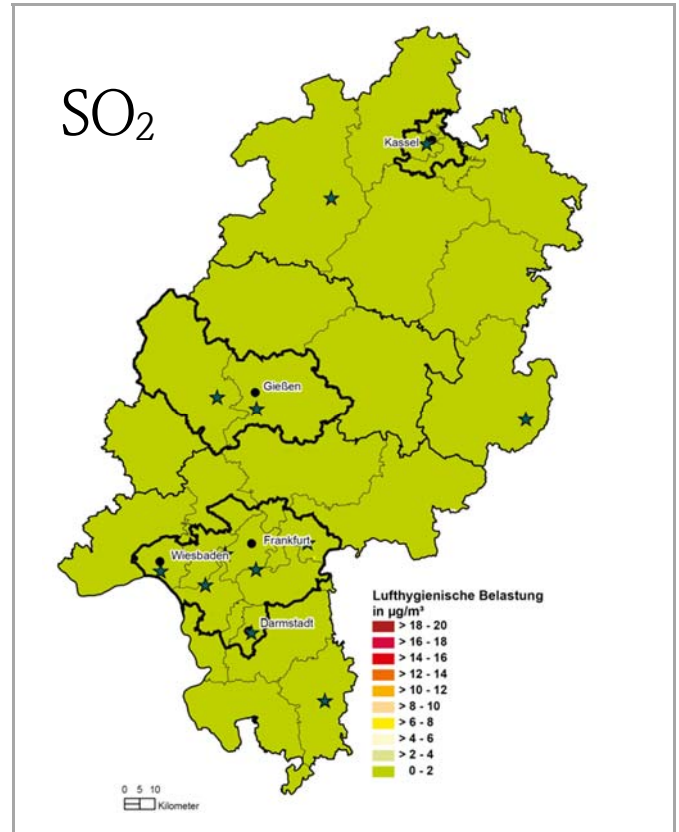 SO₂
Kassel
Gießen
Frankfurt
Wiesbaden
Darmstadt
Lufthygienische Belastung
in µg/m³
> 18 - 20
> 16 - 18
> 14 - 16
> 12 - 14
> 10 - 12
> 8 - 10
> 6 - 8
> 4 - 6
> 2 - 4
0 - 2
0 5 10
Kilometer